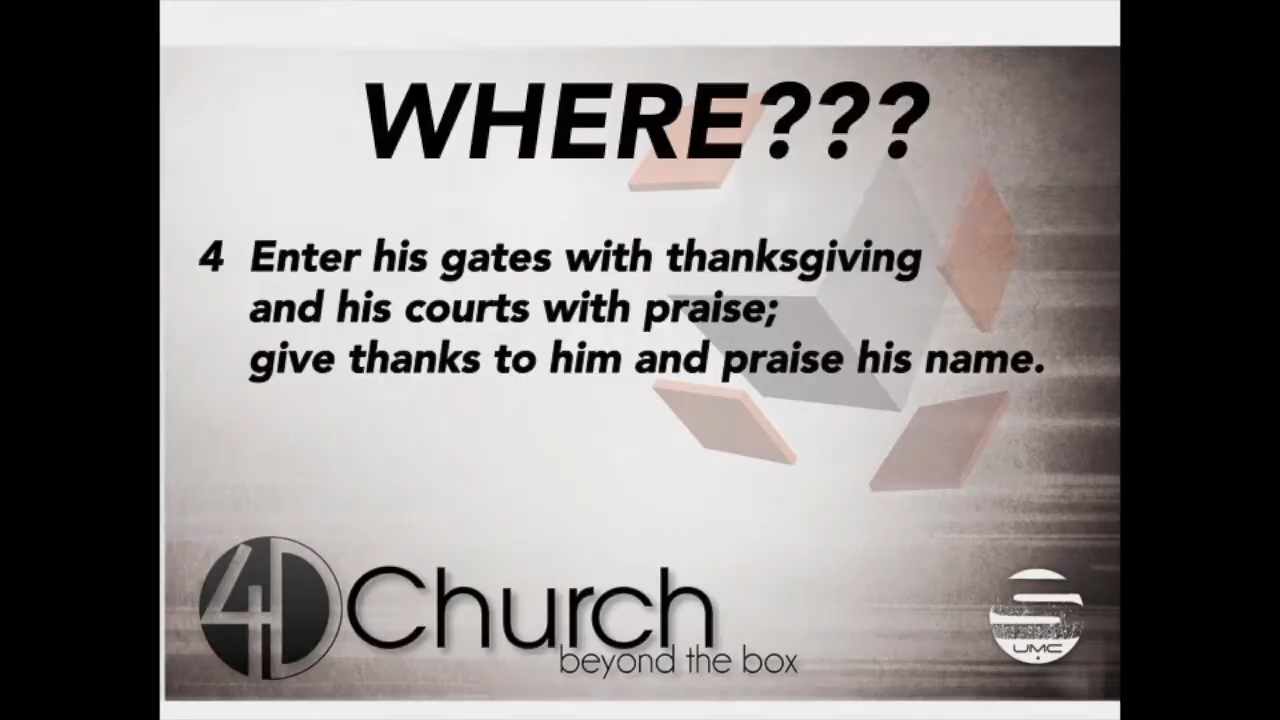 WHERE???
4 Enter his gates with thanksgiving
and his courts with praise;
give thanks to him and praise his name.
4D Church
beyond the box
S
UMC